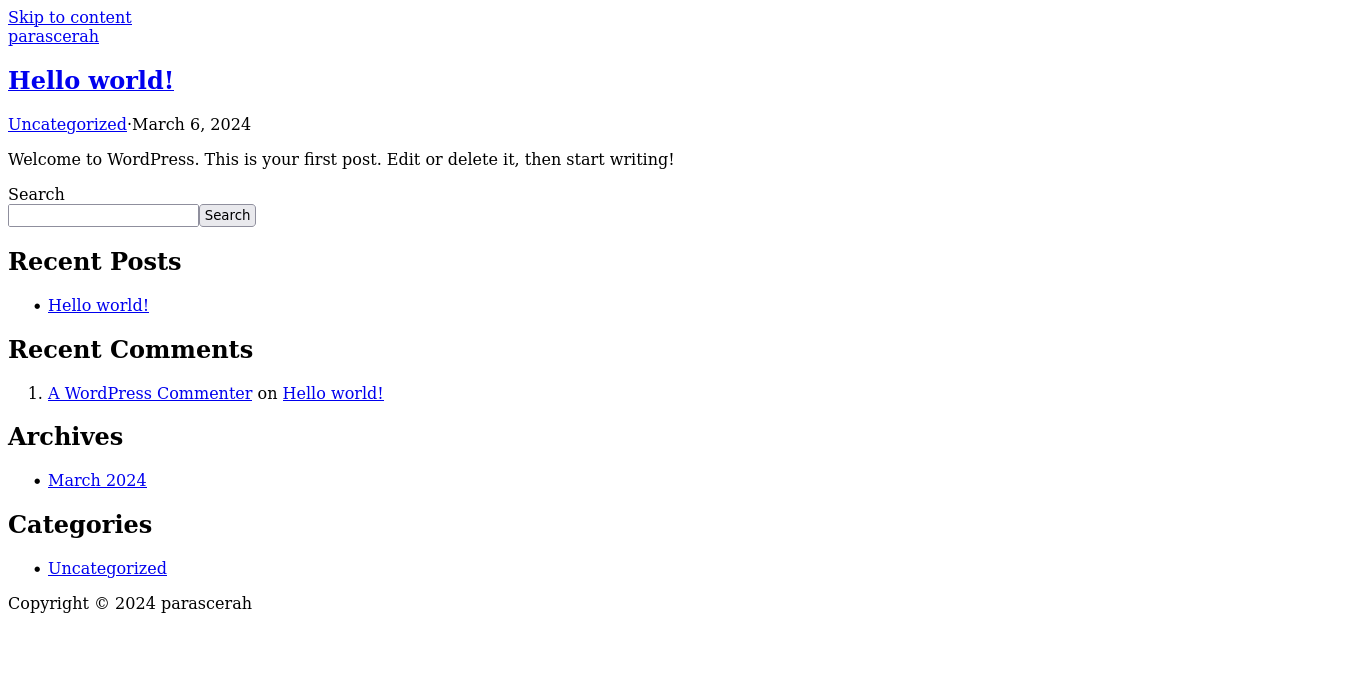 Skip to content
parascerah
Hello world!
Uncategorized·March 6, 2024
Welcome to WordPress. This is your first post. Edit or delete it, then start writing!
Search
Search
Recent Posts
• Hello world!
Recent Comments
1. A WordPress Commenter on Hello world!
Archives
• March 2024
Categories
• Uncategorized
Copyright © 2024 parascerah